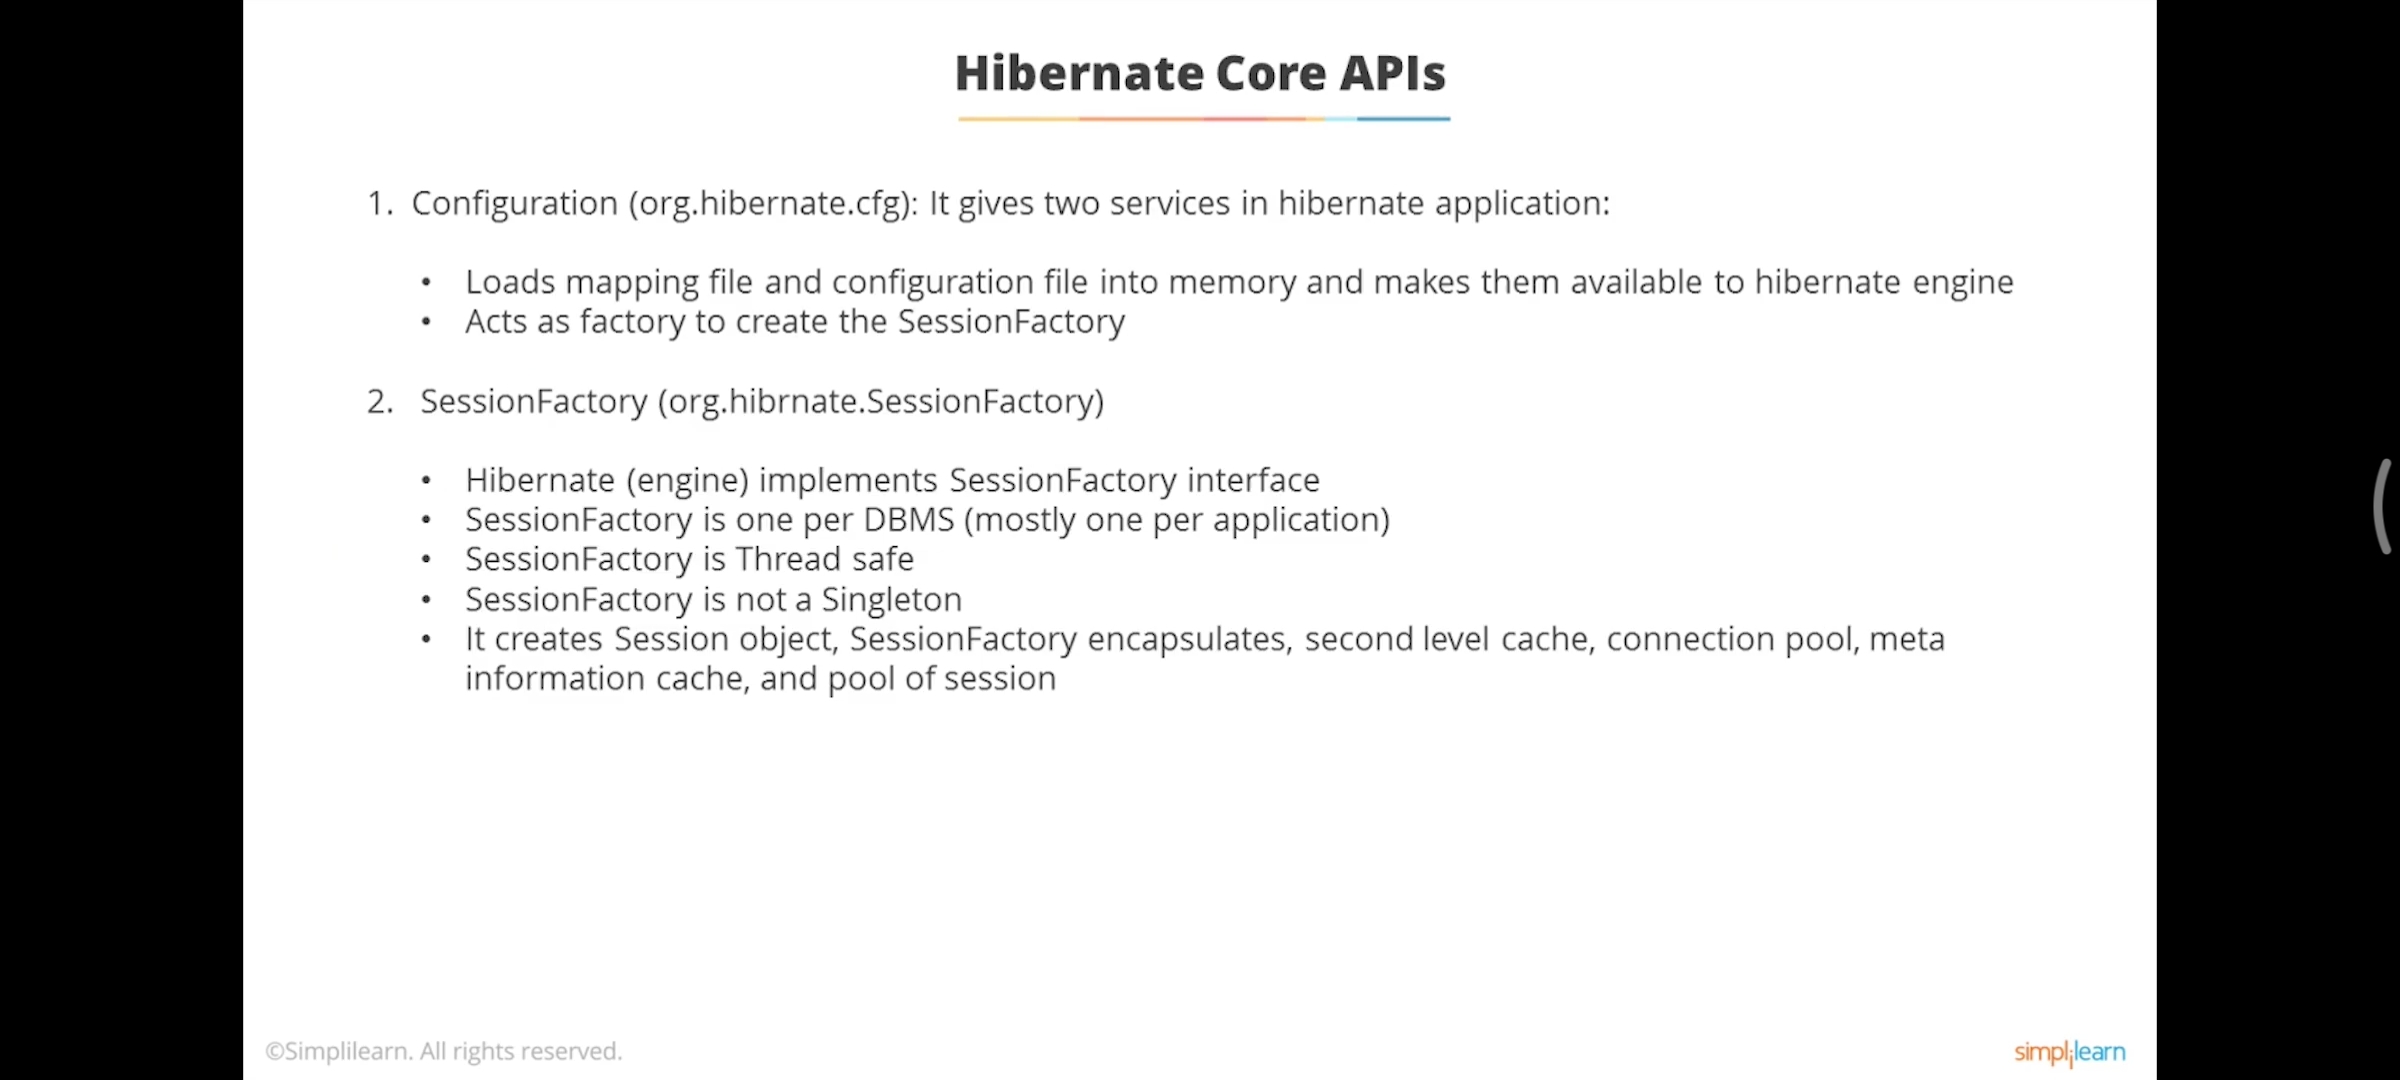 Hibernate Core APIs
1. Configuration (org.hibernate.cfg): It gives two services in hibernate application:
• Loads mapping file and configuration file into memory and makes them available to hibernate engine
• Acts as factory to create the SessionFactory
2. SessionFactory (org.hibrnate.SessionFactory)
• Hibernate (engine) implements SessionFactory interface
• SessionFactory is one per DBMS (mostly one per application)
• SessionFactory is Thread safe
• SessionFactory is not a Singleton
• It creates Session object, SessionFactory encapsulates, second level cache, connection pool, meta
information cache, and pool of session
©Simplilearn. All rights reserved.
simplilearn